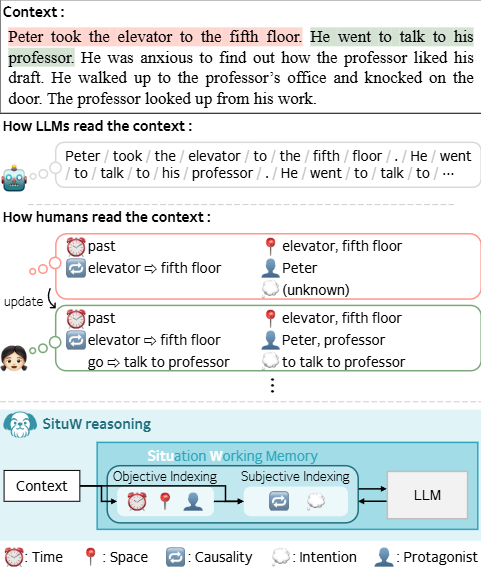 Context :
Peter took the elevator to the fifth floor. He went to talk to his
professor. He was anxious to find out how the professor liked his
draft. He walked up to the professor's office and knocked on the
door. The professor looked up from his work.
How LLMs read the context :
Peter / took / the / elevator / to / the / fifth / floor / . / He / went
/ to / talk / to / his / professor / . / He / went / to / talk / to / ···
How humans read the context :
past
elevator, fifth floor
elevator ⇨ fifth floor
Peter
(unknown)
update
past
elevator, fifth floor
elevator ⇨ fifth floor
Peter, professor
go ⇨ talk to professor
to talk to professor
⋮
SituW reasoning
Situation Working Memory
Objective Indexing
Subjective Indexing
Context
LLM
: Time
: Space
: Causality
: Intention
: Protagonist